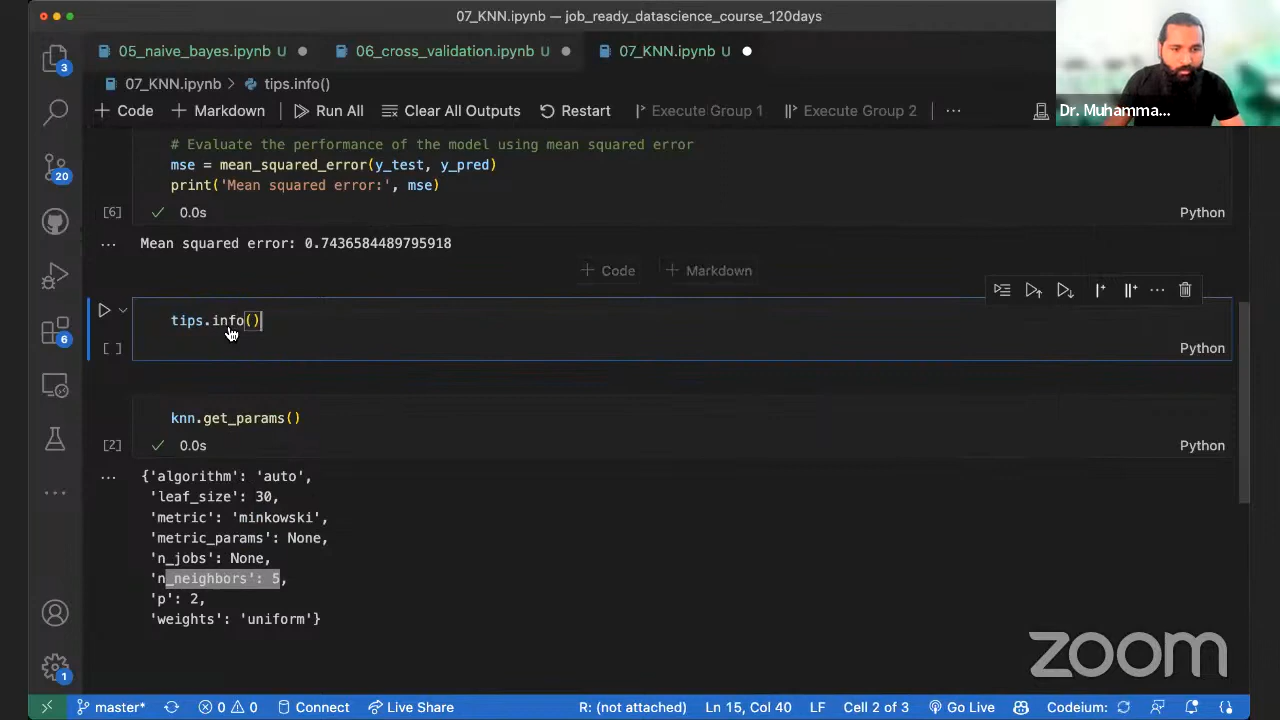 07_KNN.ipynb — job_ready_datascience_course_120days
05_naive_bayes.ipynb U
06_cross_validation.ipynb U
07_KNN.ipynb U
07_KNN.ipynb > tips.info()
+ Code + Markdown Run All Clear All Outputs Restart Execute Group 1 Execute Group 2 ...
Dr. Muhamma...
# Evaluate the performance of the model using mean squared error
mse = mean_squared_error(y_test, y_pred)
print('Mean squared error:', mse)
[6] ✓ 0.0s Python
... Mean squared error: 0.7436584489795918
+ Code + Markdown
tips.info()
[ ] Python
knn.get_params()
[2] ✓ 0.0s Python
... {'algorithm': 'auto',
'leaf_size': 30,
'metric': 'minkowski',
'metric_params': None,
'n_jobs': None,
'n_neighbors': 5,
'p': 2,
'weights': 'uniform'}
3
20
6
1
zoom
master* 0 0 Connect Live Share R: (not attached) Ln 15, Col 40 LF Cell 2 of 3 Go Live Codeium: